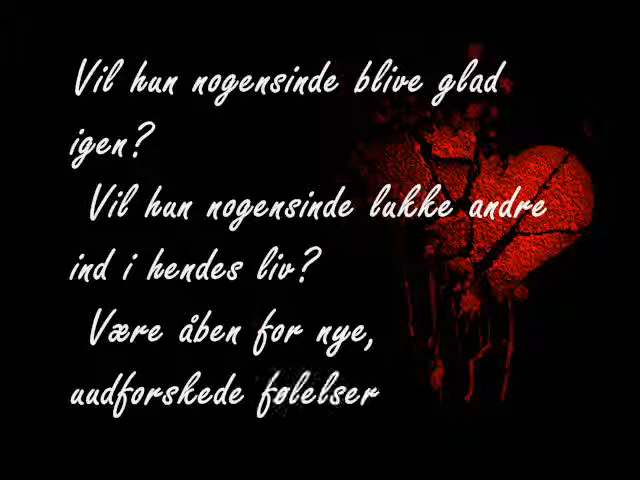 Vil hun nogensinde blive glad
igen?
Vil hun nogensinde lukke andre
ind i hendes liv?
Være åben for nye,
uudforskede følelser